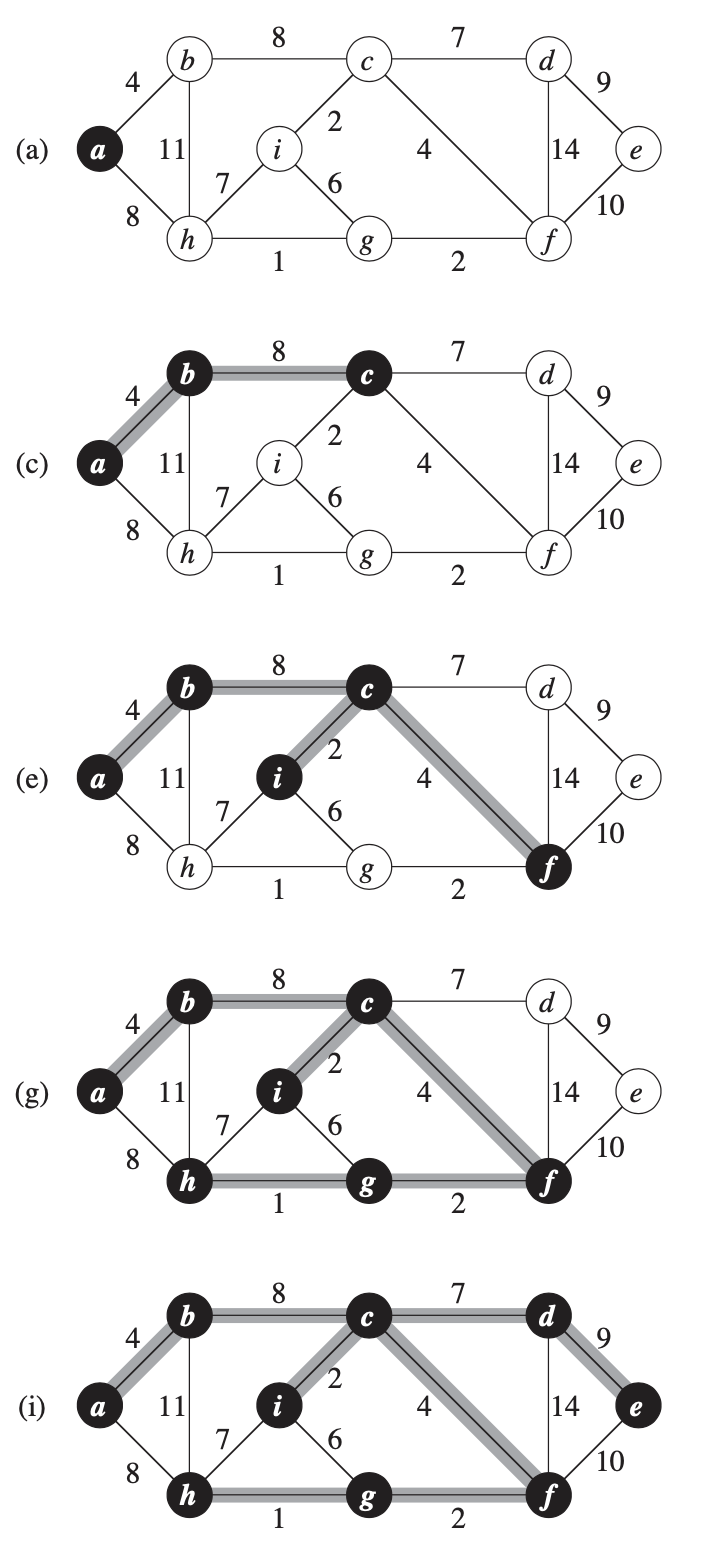 b 8 c 7 d
4 9
(a) a 11 i 2 4 14 e
8 7 6 10
h 1 g 2 f
b 8 c 7 d
4 9
(c) a 11 i 2 4 14 e
8 7 6 10
h 1 g 2 f
b 8 c 7 d
4 9
(e) a 11 i 2 4 14 e
8 7 6 10
h 1 g 2 f
b 8 c 7 d
4 9
(g) a 11 i 2 4 14 e
8 7 6 10
h 1 g 2 f
b 8 c 7 d
4 9
(i) a 11 i 2 4 14 e
8 7 6 10
h 1 g 2 f